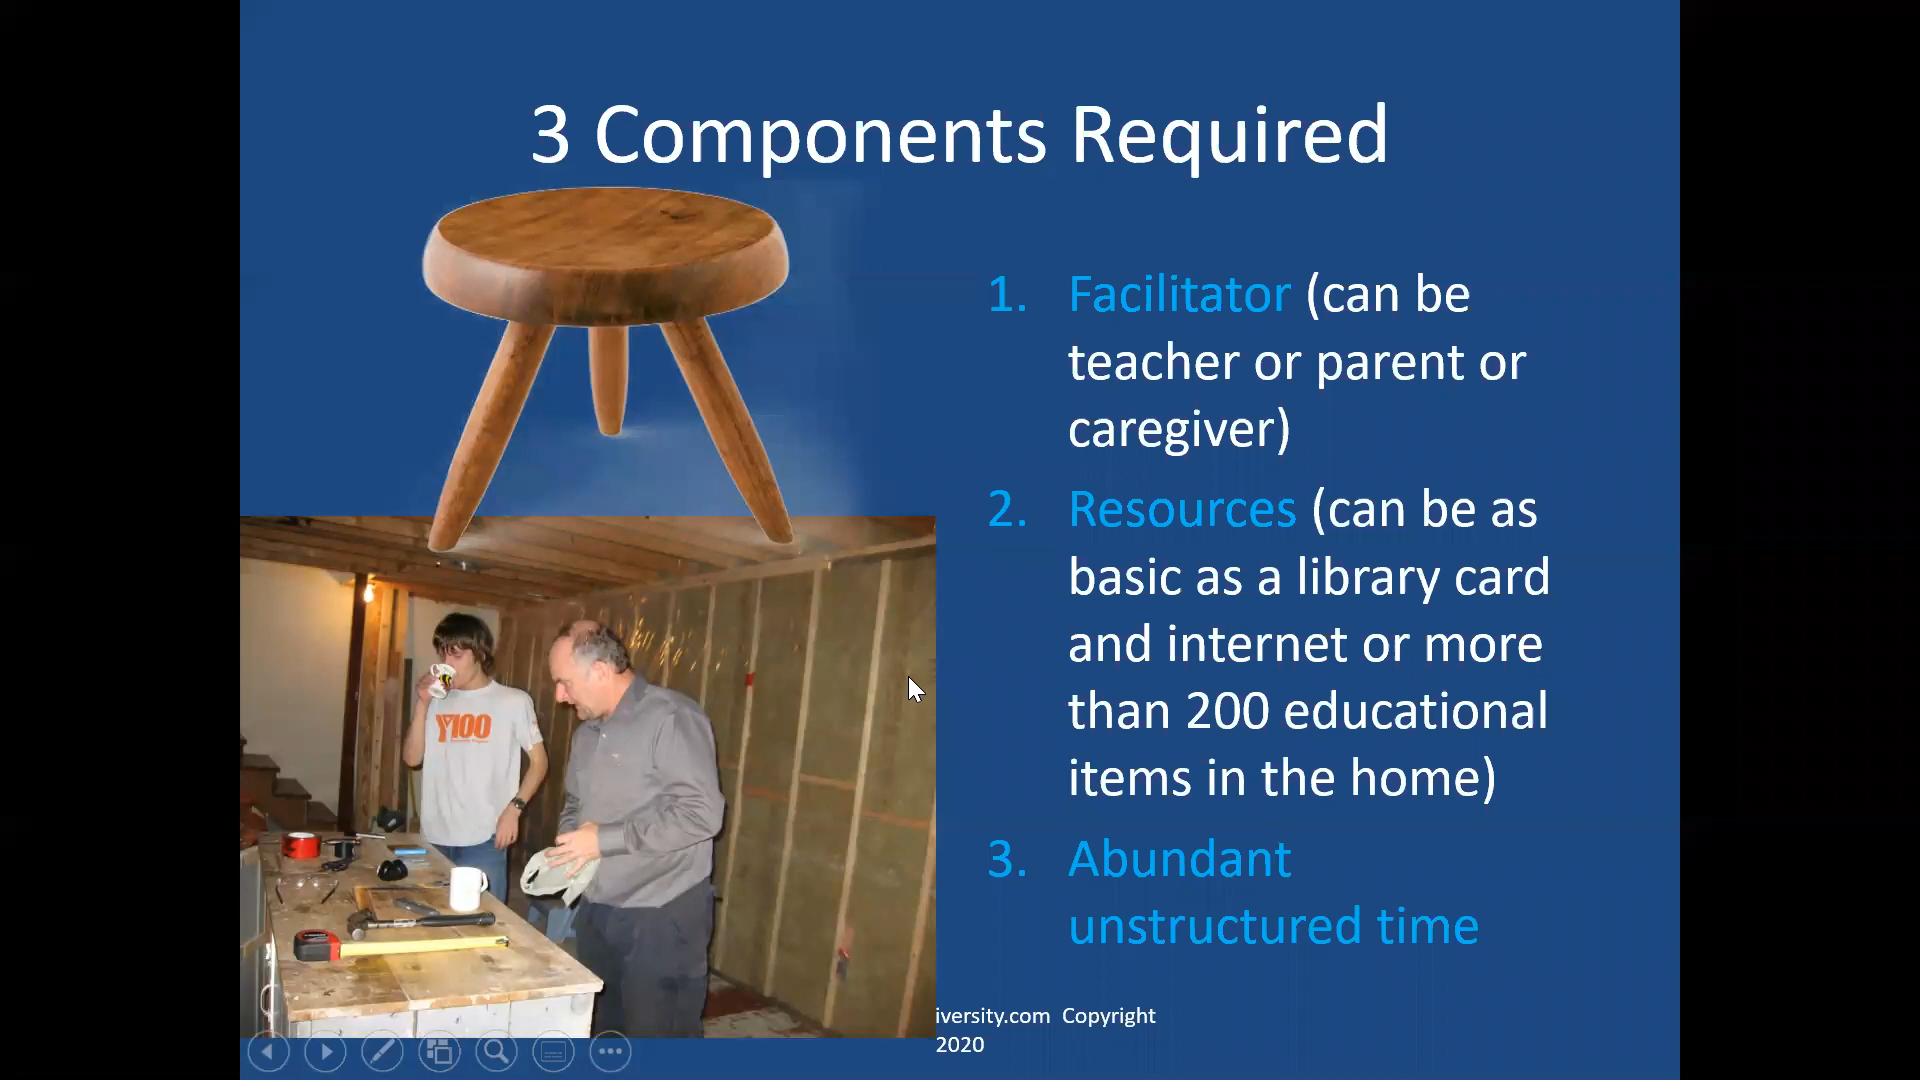 3 Components Required
1. Facilitator (can be
teacher or parent or
caregiver)
2. Resources (can be as
basic as a library card
and internet or more
than 200 educational
items in the home)
3. Abundant
unstructured time
Y100
iversity.com Copyright
2020